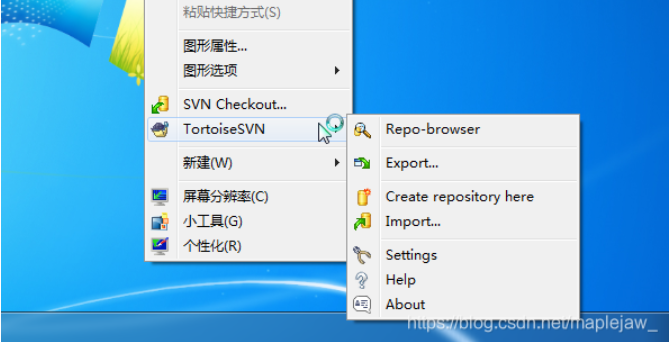 粘贴快捷方式(S)
图形属性...
图形选项
SVN Checkout...
TortoiseSVN
新建(W)
屏幕分辨率(C)
小工具(G)
个性化(R)
Repo-browser
Export...
Create repository here
Import...
Settings
Help
About
https://blog.csdn.net/maplejaw_